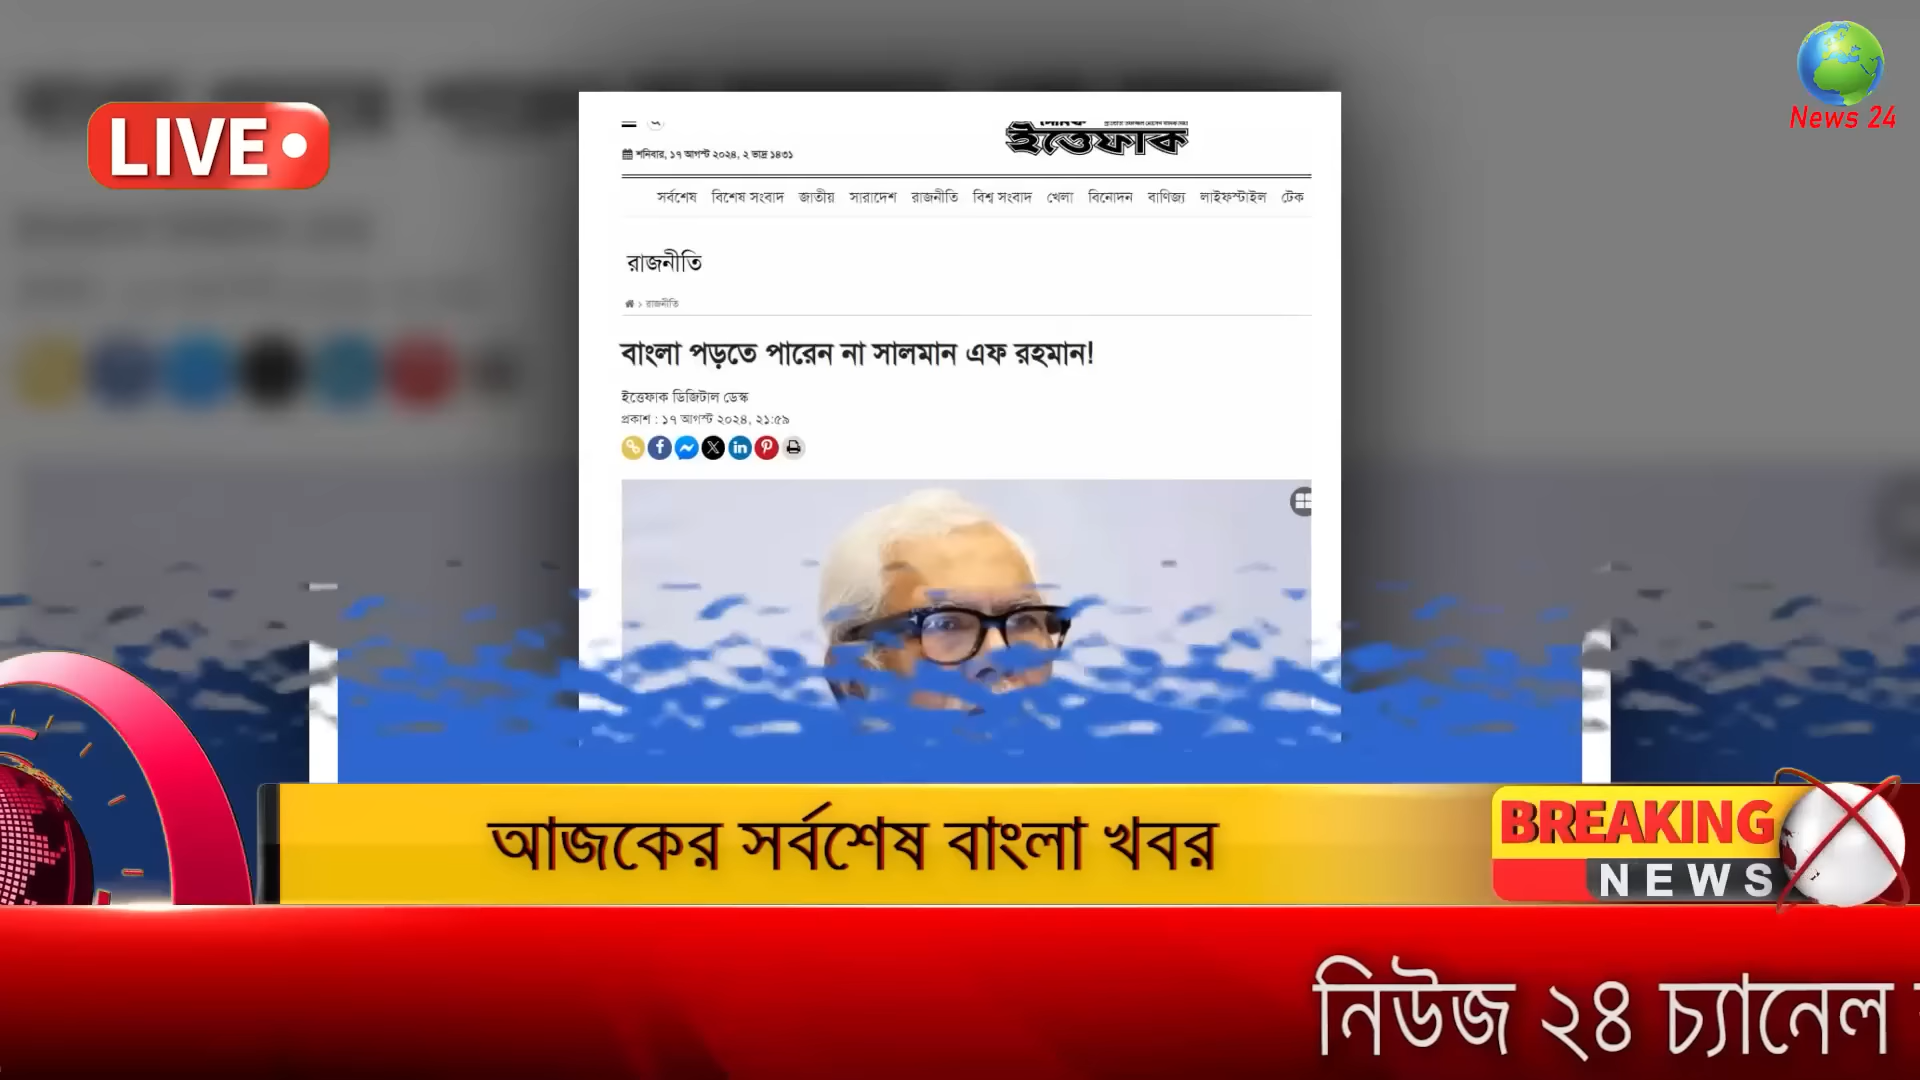 LIVE
News 24
ইত্তেফাক
শনিবার, ১৭ আগস্ট ২০২৪, ২ ভাদ্র ১৪৩১
সর্বশেষ বিশেষ সংবাদ জাতীয় সারাদেশ রাজনীতি বিশ্ব সংবাদ খেলা বিনোদন বাণিজ্য লাইফস্টাইল টেক
রাজনীতি
› রাজনীতি
বাংলা পড়তে পারেন না সালমান এফ রহমান!
ইত্তেফাক ডিজিটাল ডেস্ক
প্রকাশ : ১৭ আগস্ট ২০২৪, ২১:৫৯
আজকের সর্বশেষ বাংলা খবর
BREAKING
NEWS
নিউজ ২৪ চ্যানেল